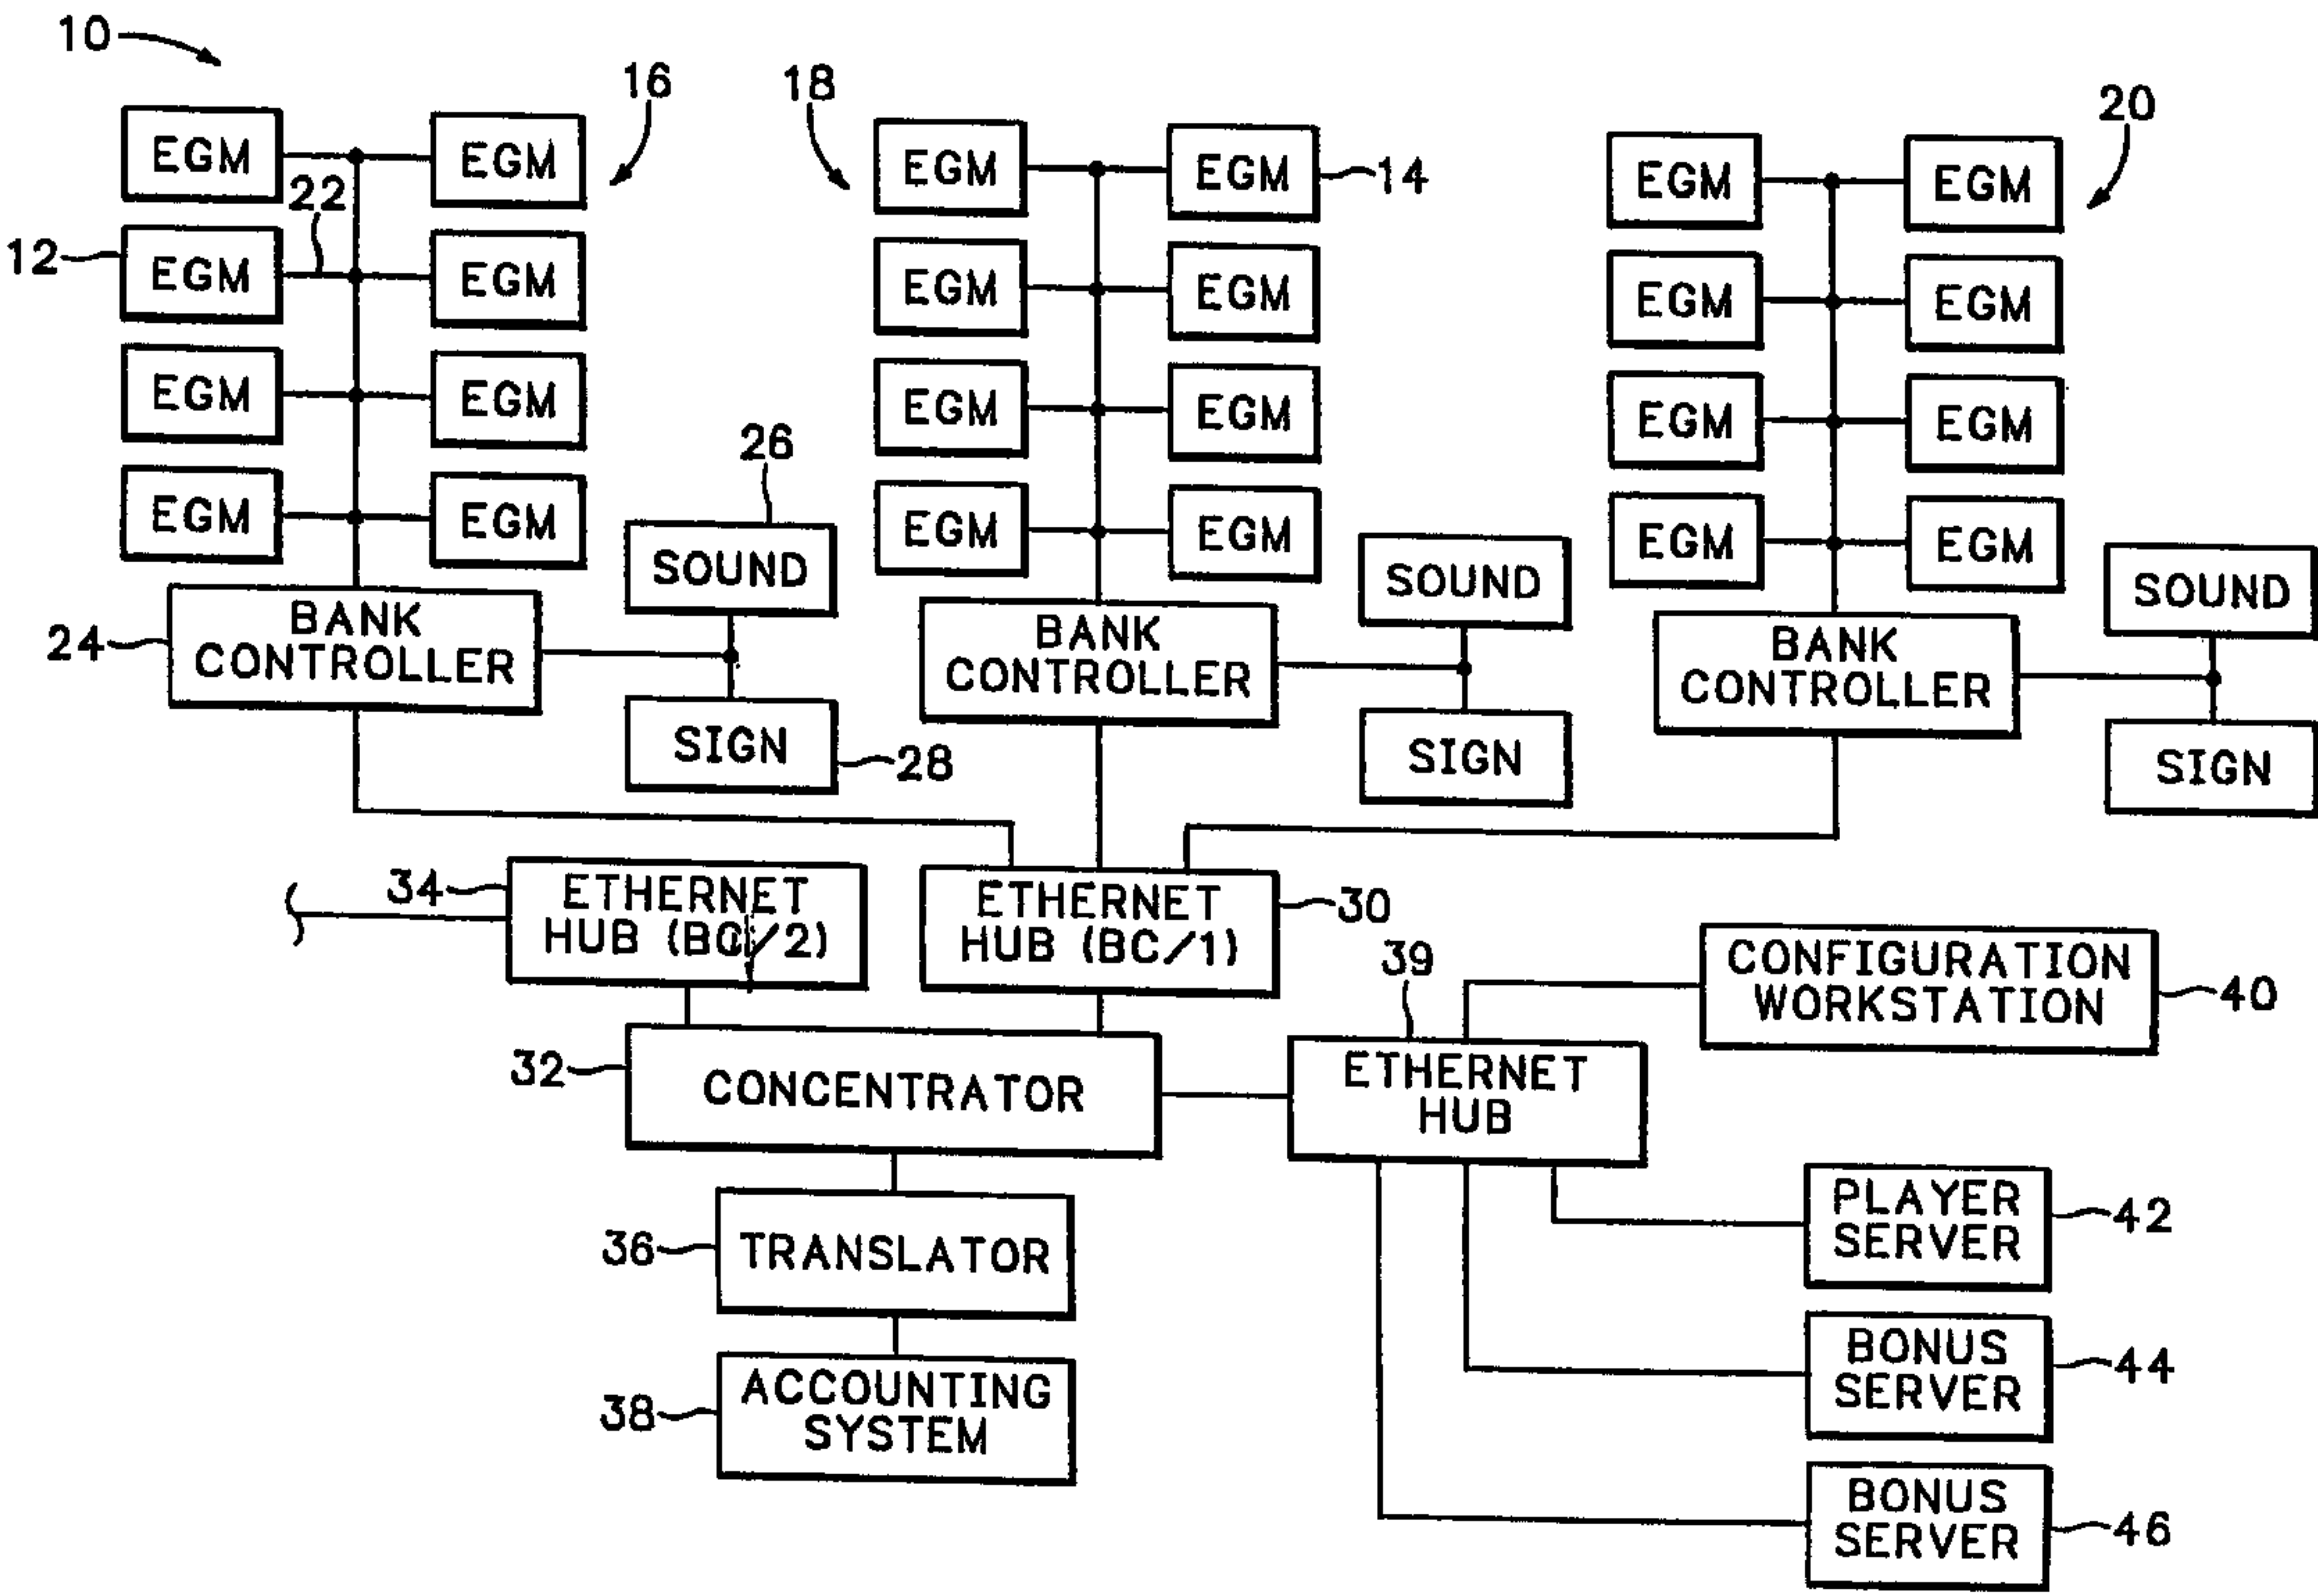 10
16
18
20
EGM
EGM
EGM
EGM
14
EGM
EGM
22
12
EGM
EGM
EGM
EGM
EGM
EGM
EGM
EGM
EGM
EGM
EGM
EGM
26
EGM
EGM
EGM
EGM
EGM
EGM
SOUND
SOUND
SOUND
24
BANK
CONTROLLER
BANK
CONTROLLER
BANK
CONTROLLER
SIGN
28
SIGN
SIGN
34
ETHERNET
HUB (BC/2)
ETHERNET
HUB (BC/1)
30
39
CONFIGURATION
WORKSTATION
40
32
CONCENTRATOR
ETHERNET
HUB
36
TRANSLATOR
PLAYER
SERVER
42
38
ACCOUNTING
SYSTEM
BONUS
SERVER
44
BONUS
SERVER
46